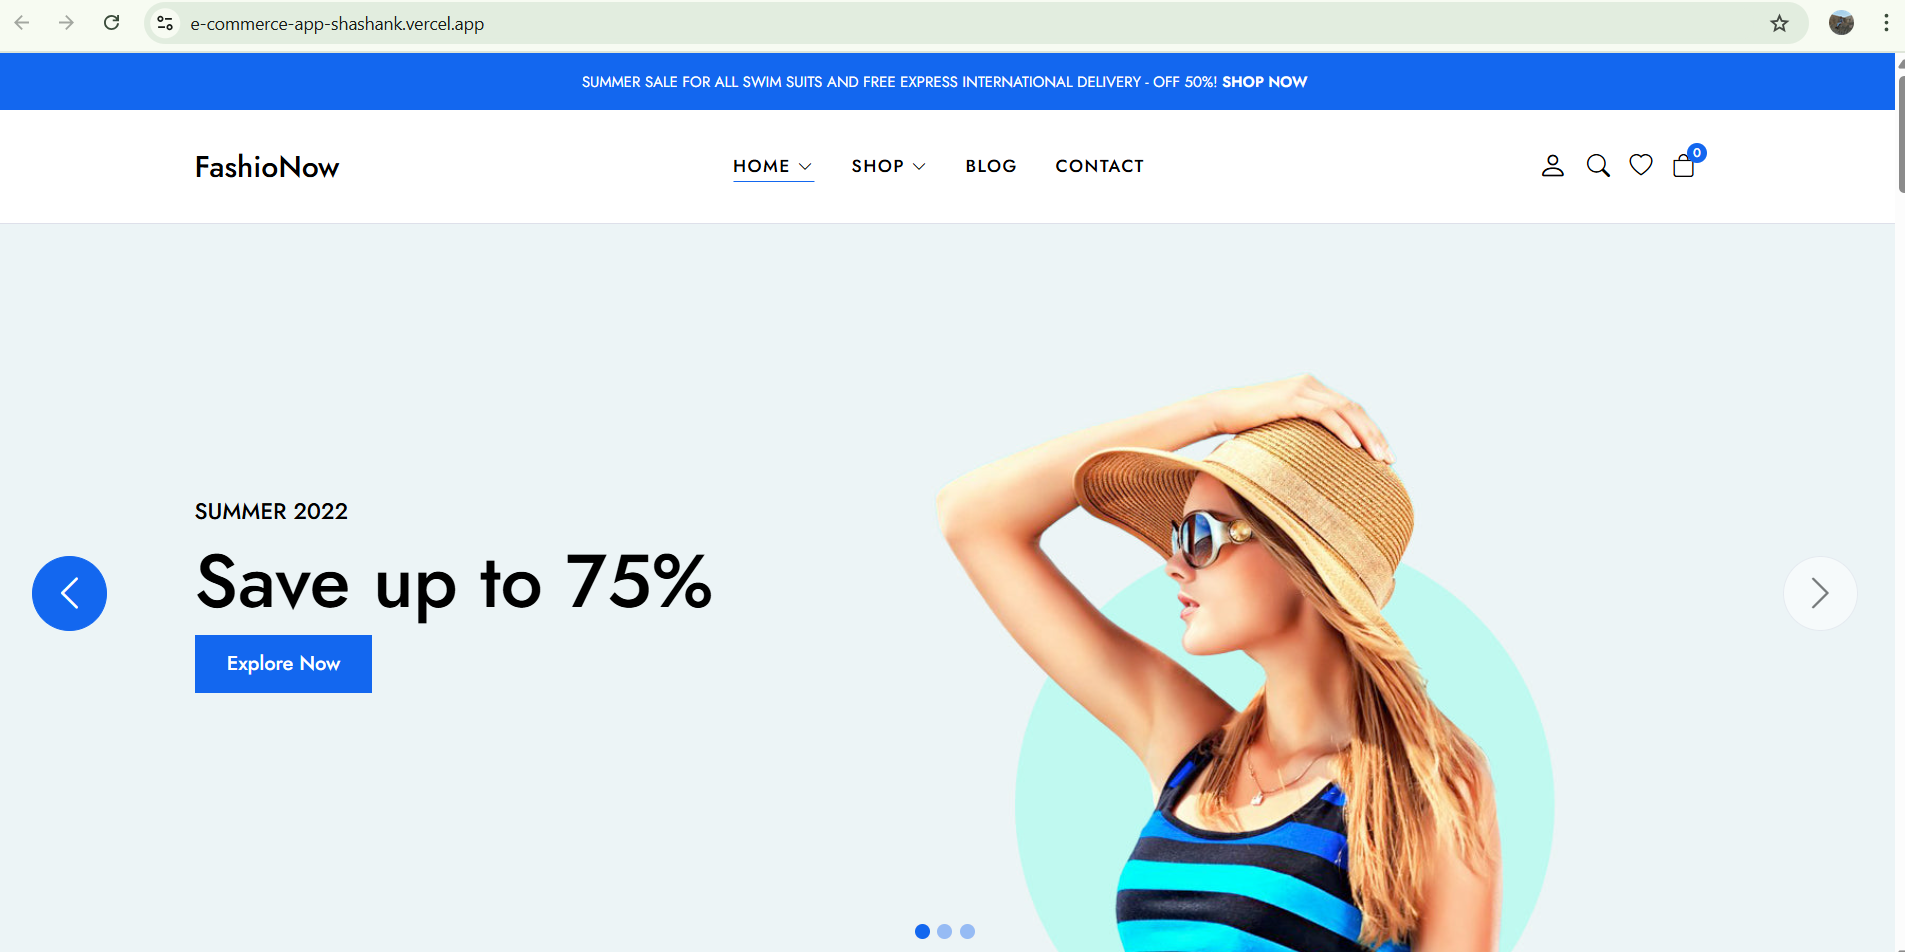 e-commerce-app-shashank.vercel.app
SUMMER SALE FOR ALL SWIM SUITS AND FREE EXPRESS INTERNATIONAL DELIVERY - OFF 50%! SHOP NOW
FashioNow
HOME SHOP BLOG CONTACT
0
SUMMER 2022
Save up to 75%
Explore Now